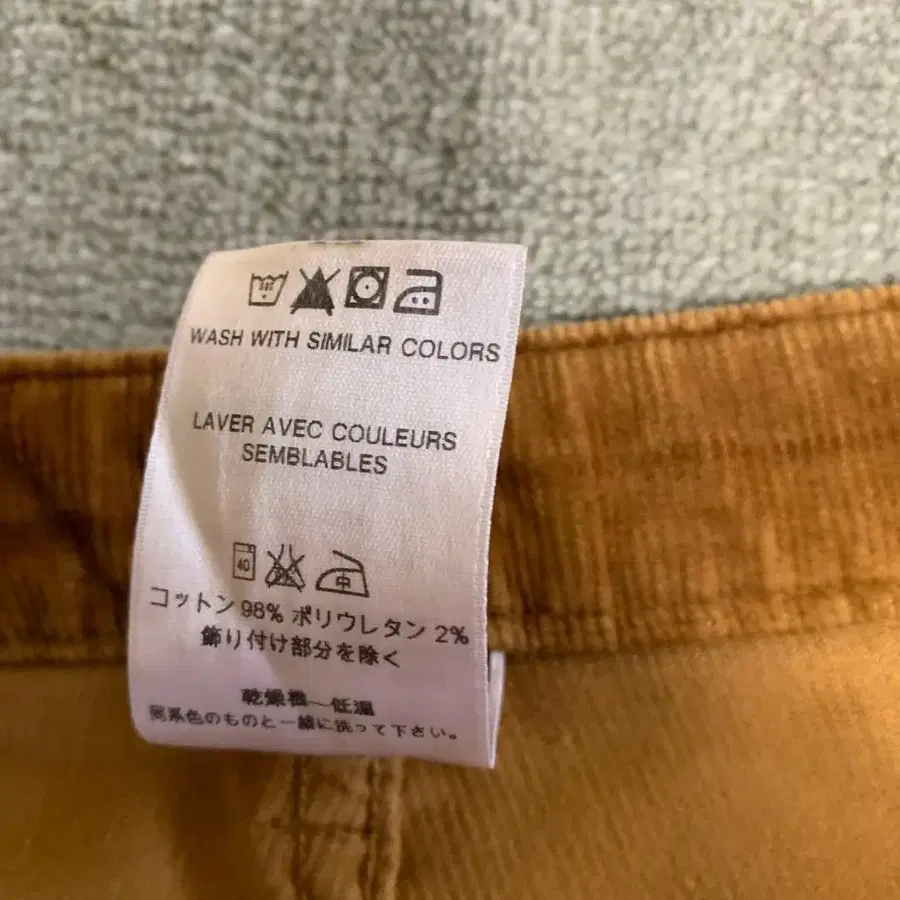 WASH WITH SIMILAR COLORS
LAVER AVEC COULEURS
SEMBLABLES
40
中
コットン 98% ポリウレタン 2%
飾り付け部分を除く
乾燥機〜低温
同系色のものと一緒に洗って下さい。